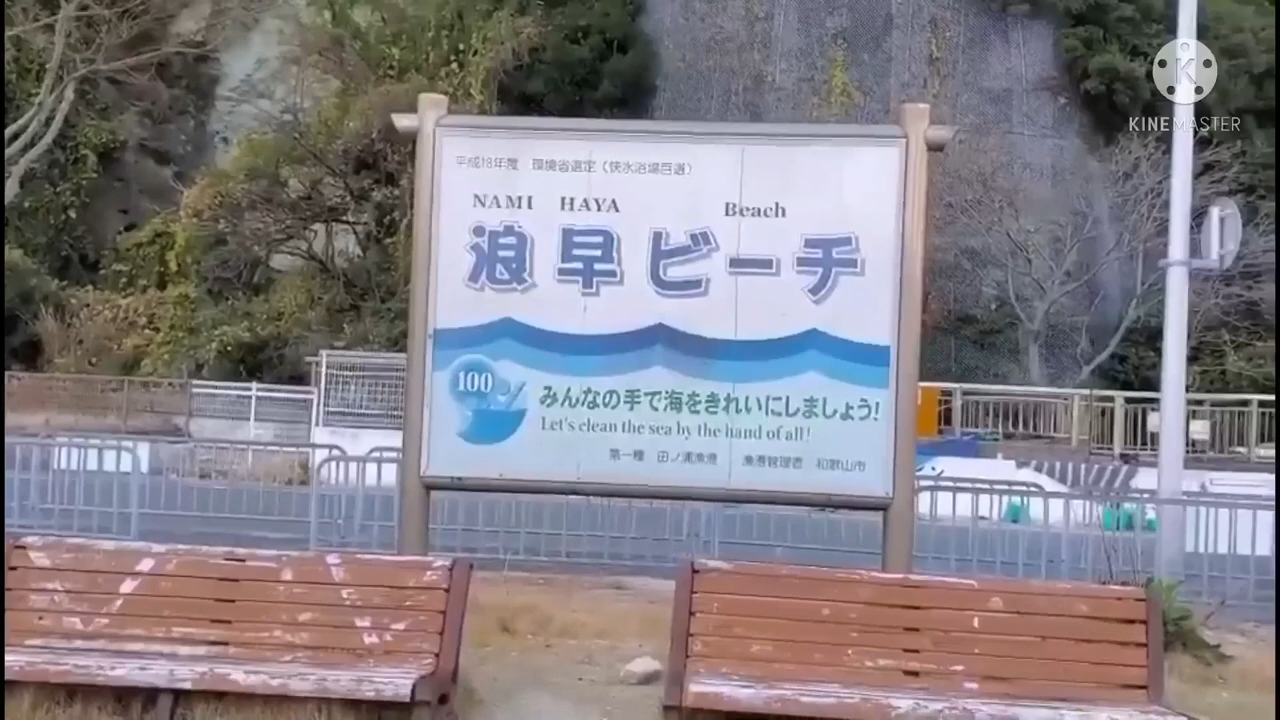 平成18年度 環境省選定（快水浴場百選）
NAMI HAYA Beach
浪早ビーチ
100
みんなの手で海をきれいにしましょう!
Let's clean the sea by the hand of all!
第一種 田ノ浦漁港 漁港管理者 和歌山市
K
KINEMASTER